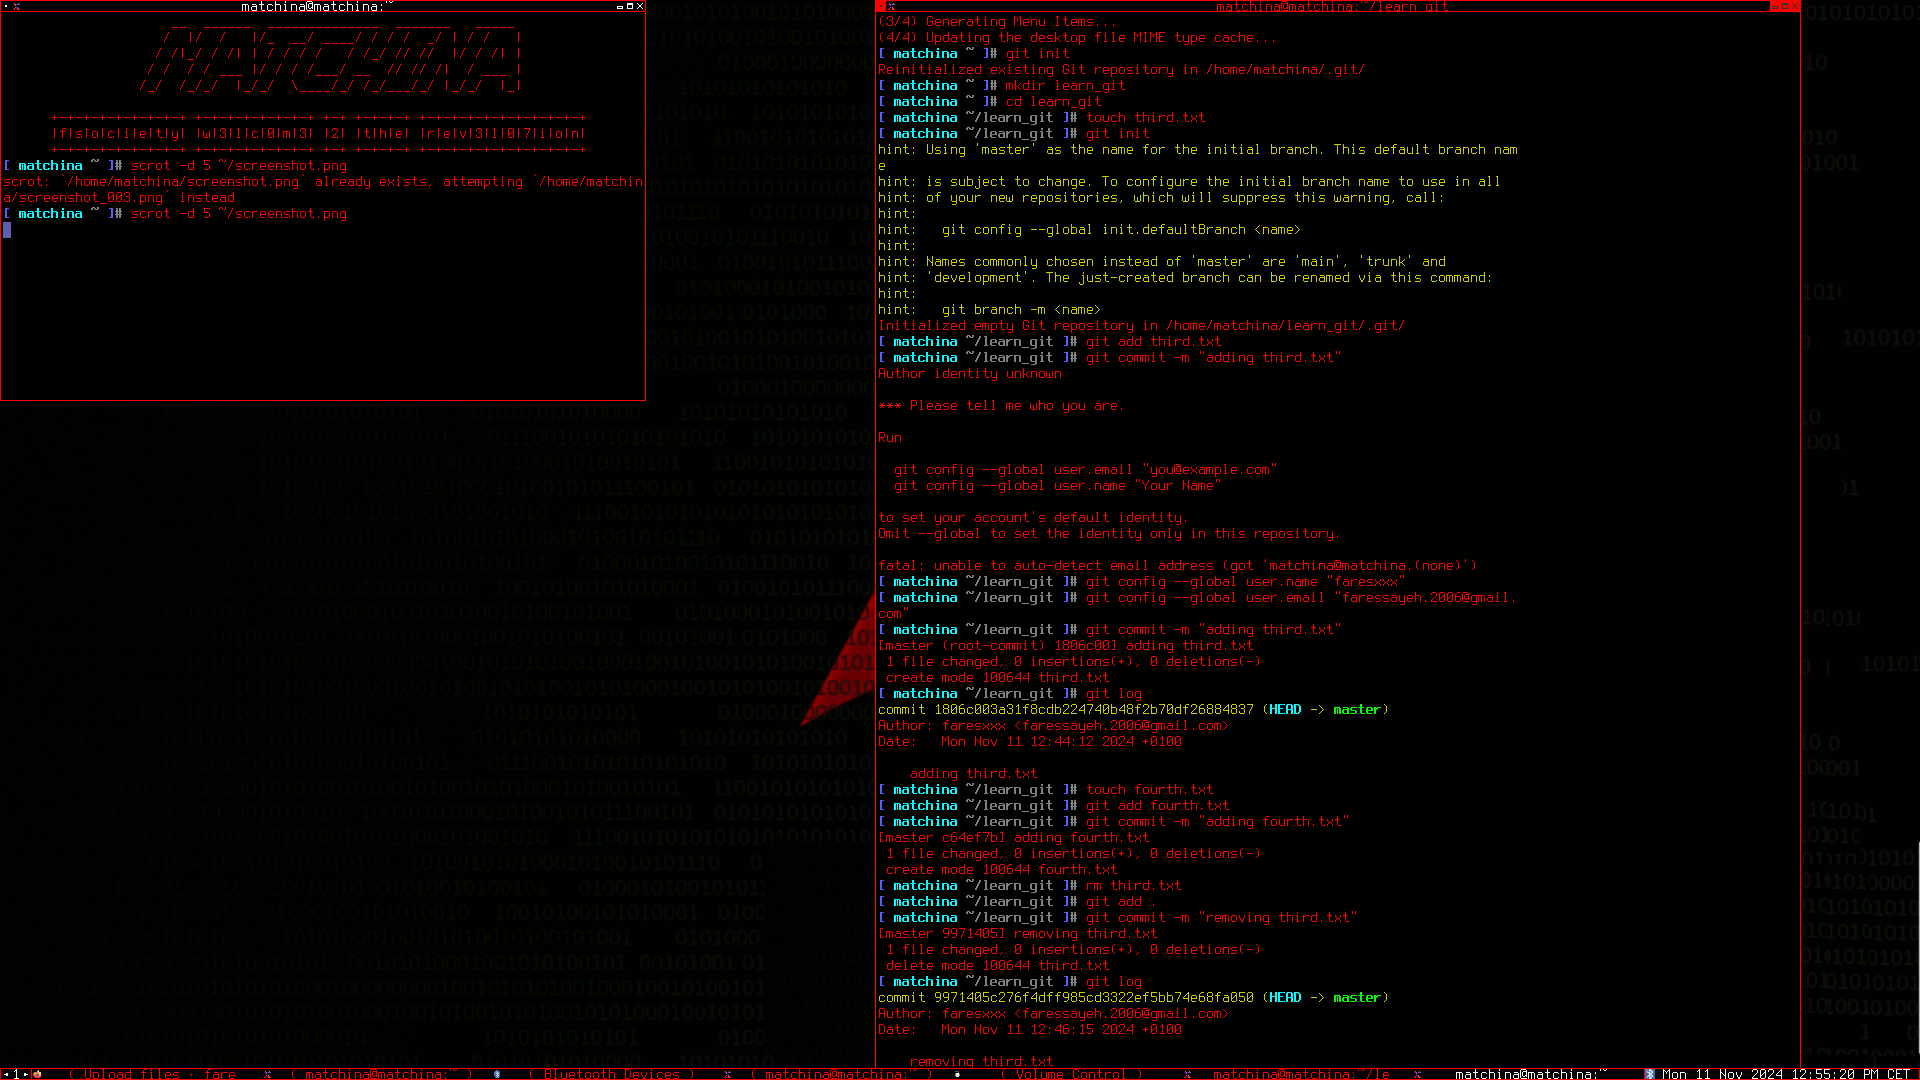 matchina@matchina:~
|f|s|o|c|i|e|t|y| |w|3|l|c|0|m|3| |2| |t|h|e| |r|e|v|3|l|0|7|i|o|n|
[ matchina ~ ]# scrot -d 5 ~/screenshot.png
scrot: `/home/matchina/screenshot.png` already exists, attempting `/home/matchin
a/screenshot_003.png` instead
[ matchina ~ ]# scrot -d 5 ~/screenshot.png
matchina@matchina:~/learn_git
(3/4) Generating Menu Items...
(4/4) Updating the desktop file MIME type cache...
[ matchina ~ ]# git init
Reinitialized existing Git repository in /home/matchina/.git/
[ matchina ~ ]# mkdir learn_git
[ matchina ~ ]# cd learn_git
[ matchina ~/learn_git ]# touch third.txt
[ matchina ~/learn_git ]# git init
hint: Using 'master' as the name for the initial branch. This default branch nam
e
hint: is subject to change. To configure the initial branch name to use in all
hint: of your new repositories, which will suppress this warning, call:
hint:
hint:   git config --global init.defaultBranch <name>
hint:
hint: Names commonly chosen instead of 'master' are 'main', 'trunk' and
hint: 'development'. The just-created branch can be renamed via this command:
hint:
hint:   git branch -m <name>
Initialized empty Git repository in /home/matchina/learn_git/.git/
[ matchina ~/learn_git ]# git add third.txt
[ matchina ~/learn_git ]# git commit -m "adding third.txt"
Author identity unknown
*** Please tell me who you are.
Run
  git config --global user.email "you@example.com"
  git config --global user.name "Your Name"
to set your account's default identity.
Omit --global to set the identity only in this repository.
fatal: unable to auto-detect email address (got 'matchina@matchina.(none)')
[ matchina ~/learn_git ]# git config --global user.name "faresxxx"
[ matchina ~/learn_git ]# git config --global user.email "faressayeh.2006@gmail.
com"
[ matchina ~/learn_git ]# git commit -m "adding third.txt"
[master (root-commit) 1806c00] adding third.txt
 1 file changed, 0 insertions(+), 0 deletions(-)
 create mode 100644 third.txt
[ matchina ~/learn_git ]# git log
commit 1806c003a31f8cdb224740b48f2b70df26884837 (HEAD -> master)
Author: faresxxx <faressayeh.2006@gmail.com>
Date:   Mon Nov 11 12:44:12 2024 +0100
    adding third.txt
[ matchina ~/learn_git ]# touch fourth.txt
[ matchina ~/learn_git ]# git add fourth.txt
[ matchina ~/learn_git ]# git commit -m "adding fourth.txt"
[master c64ef7b] adding fourth.txt
 1 file changed, 0 insertions(+), 0 deletions(-)
 create mode 100644 fourth.txt
[ matchina ~/learn_git ]# rm third.txt
[ matchina ~/learn_git ]# git add .
[ matchina ~/learn_git ]# git commit -m "removing third.txt"
[master 9971405] removing third.txt
 1 file changed, 0 insertions(+), 0 deletions(-)
 delete mode 100644 third.txt
[ matchina ~/learn_git ]# git log
commit 9971405c276f4dff985cd3322ef5bb74e68fa050 (HEAD -> master)
Author: faresxxx <faressayeh.2006@gmail.com>
Date:   Mon Nov 11 12:46:15 2024 +0100
    removing third.txt
1 ( Upload files · fare ( matchina@matchina:~ ) ( Bluetooth Devices ) ( matchina@matchina:~ ) ( Volume Control ) matchina@matchina:~/le matchina@matchina:~ Mon 11 Nov 2024 12:55:20 PM CET